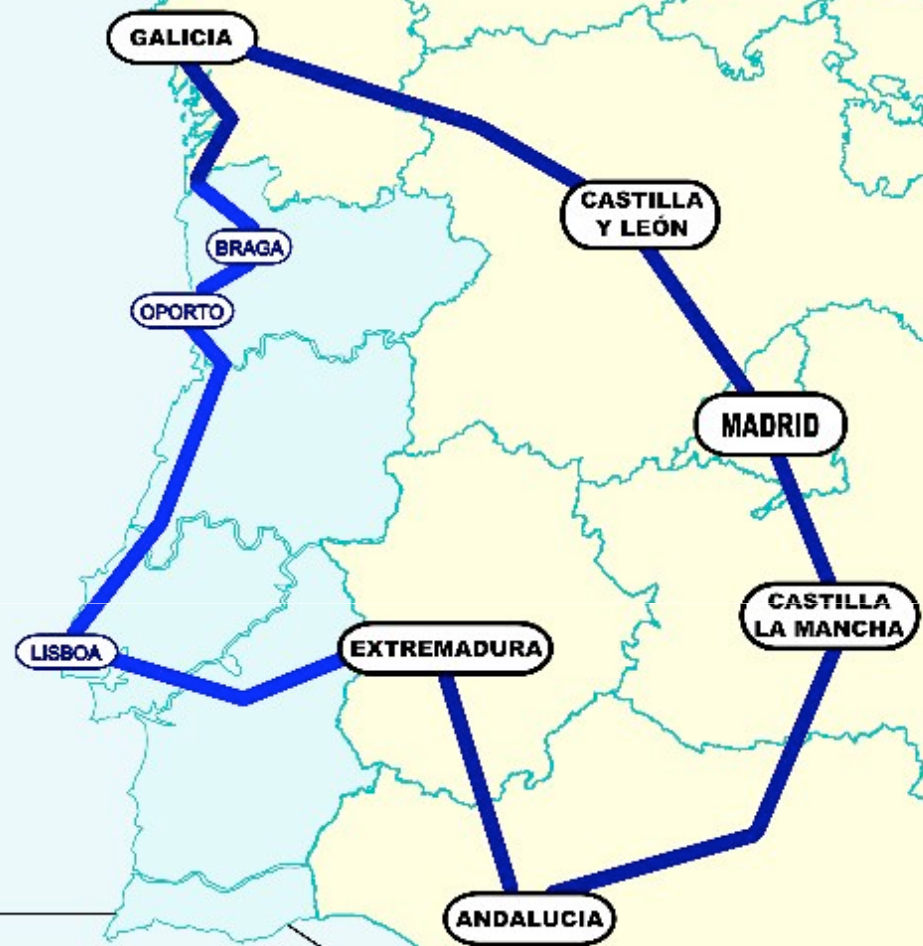 GALICIA
CASTILLA
Y LEÓN
BRAGA
OPORTO
MADRID
CASTILLA
LA MANCHA
LISBOA
EXTREMADURA
ANDALUCIA